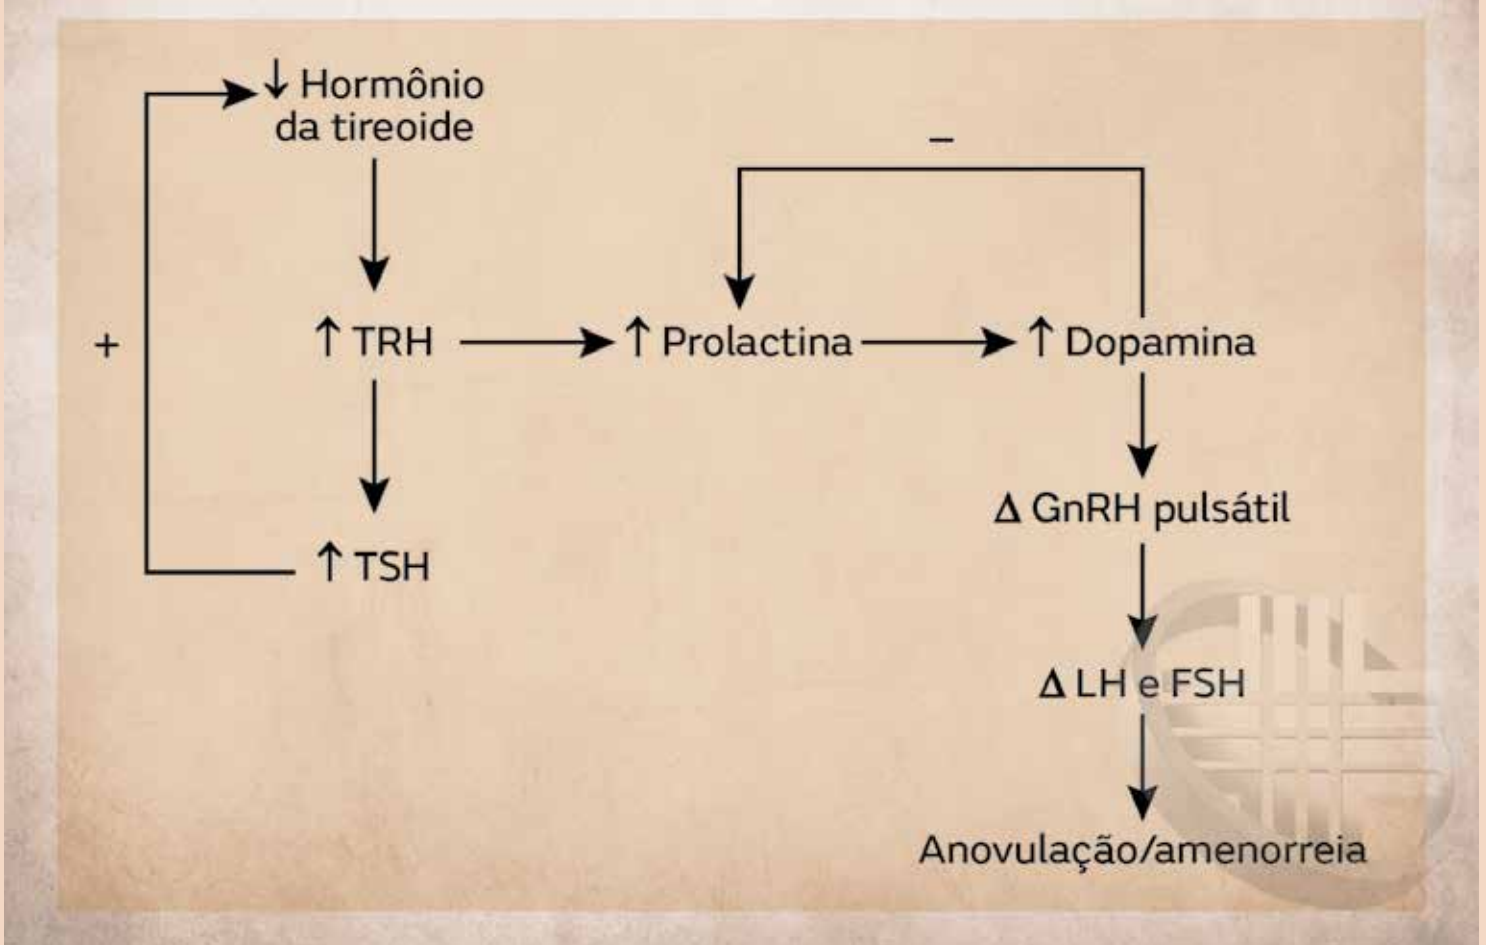 ↓ Hormônio
da tireoide
–
+
↑ TRH
↑ Prolactina
↑ Dopamina
Δ GnRH pulsátil
↑ TSH
Δ LH e FSH
Anovulação/amenorreia